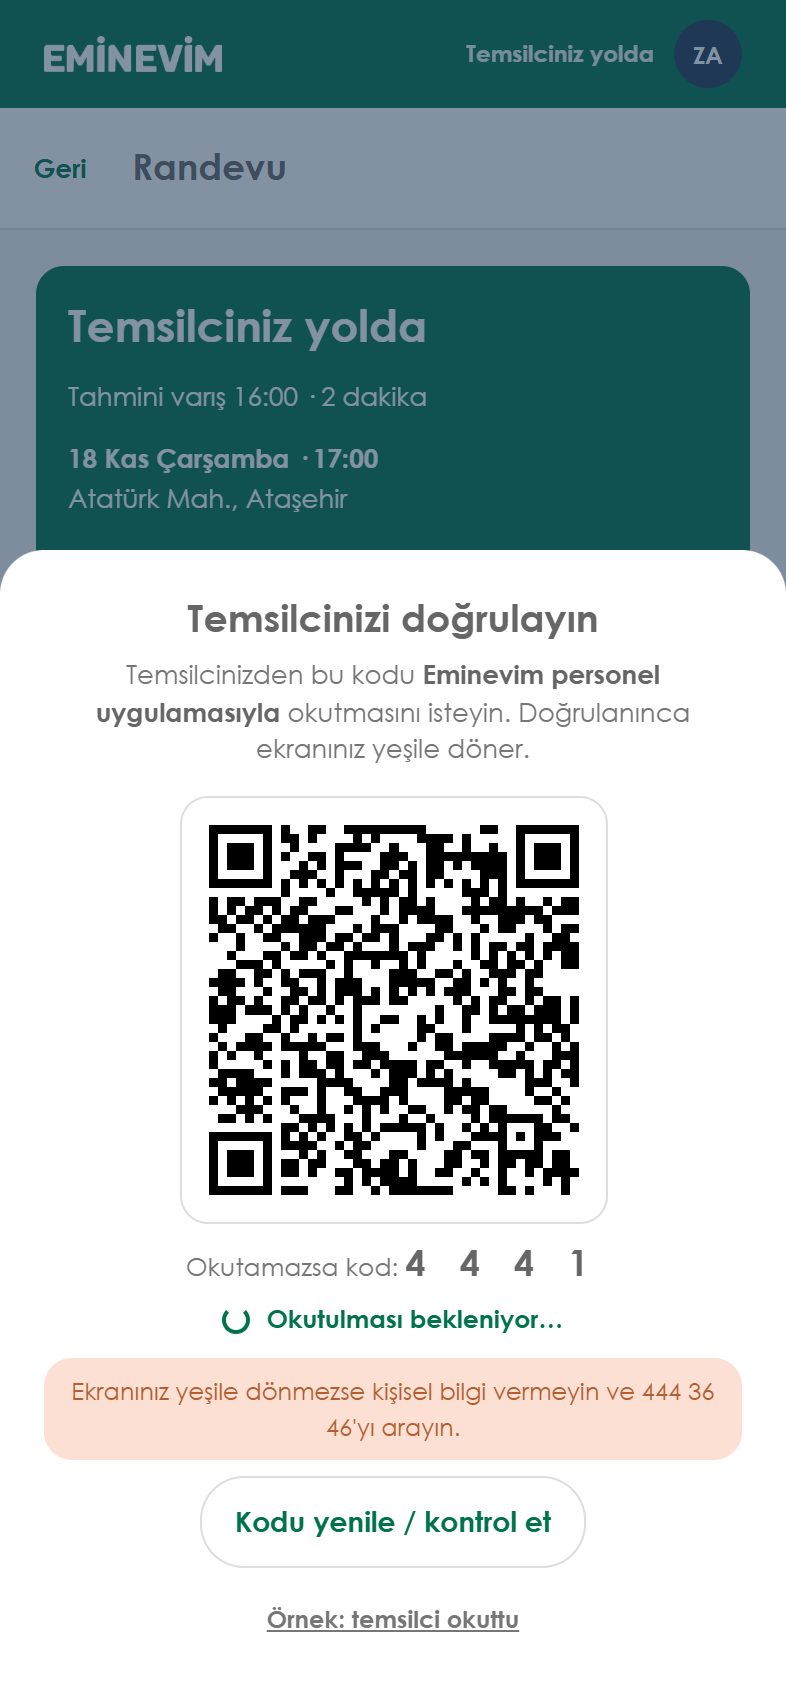 EMİNEVİM
Temsilciniz yolda
ZA
Geri
Randevu
Temsilciniz yolda
Tahmini varış 16:00 · 2 dakika
18 Kas Çarşamba · 17:00
Atatürk Mah., Ataşehir
Temsilcinizi doğrulayın
Temsilcinizden bu kodu Eminevim personel
uygulamasıyla okutmasını isteyin. Doğrulanınca
ekranınız yeşile döner.
Okutamazsa kod: 4 4 4 1
Okutulması bekleniyor...
Ekranınız yeşile dönmezse kişisel bilgi vermeyin ve 444 36
46'yı arayın.
Kodu yenile / kontrol et
Örnek: temsilci okuttu